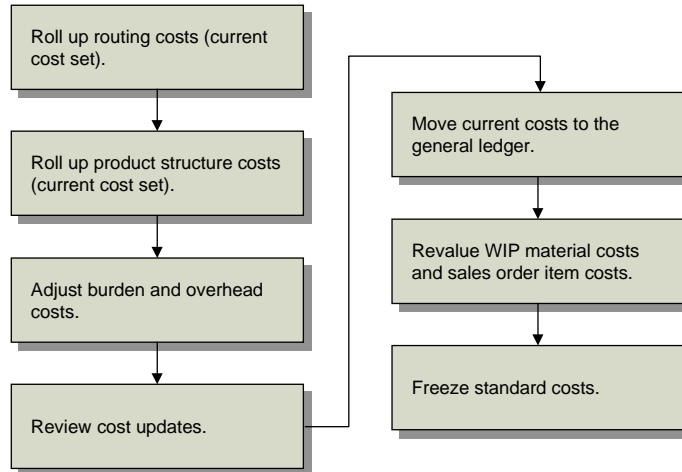 Roll up routing costs (current
cost set).
Roll up product structure costs
(current cost set).
Adjust burden and overhead
costs.
Review cost updates.
Move current costs to the
general ledger.
Revalue WIP material costs
and sales order item costs.
Freeze standard costs.